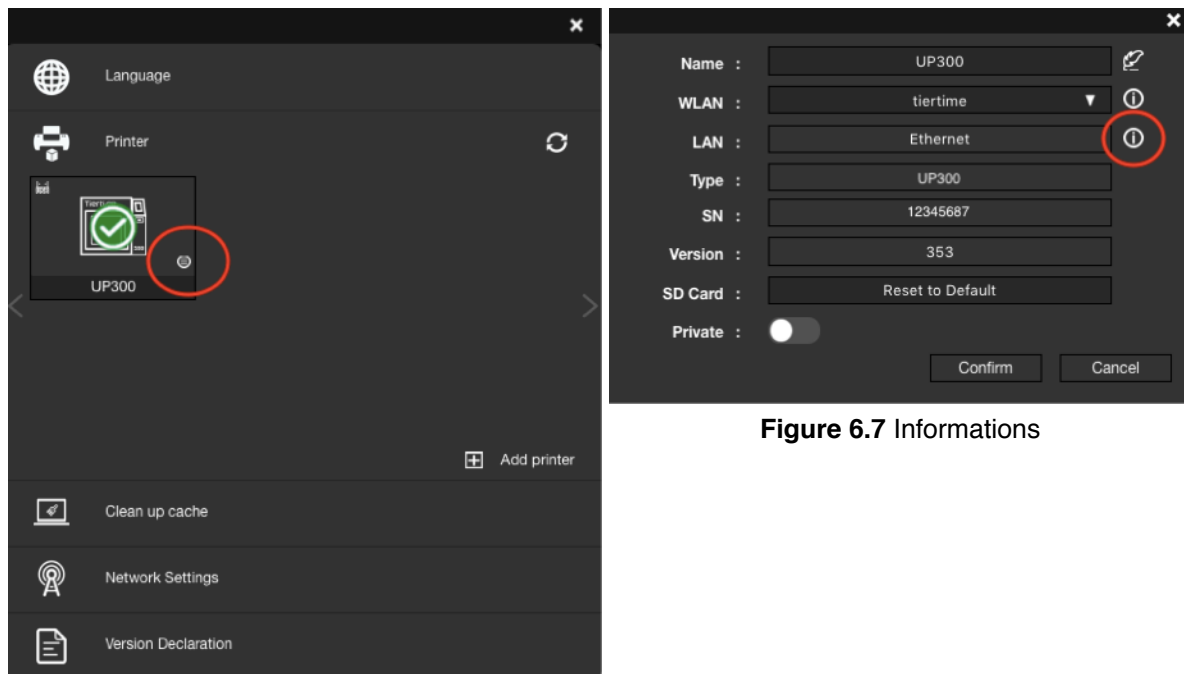 Language
Printer
UP300
Add printer
Clean up cache
Network Settings
Version Declaration
Name : UP300
WLAN : tiertime
LAN : Ethernet
Type : UP300
SN : 12345687
Version : 353
SD Card : Reset to Default
Private :
Confirm Cancel
Figure 6.7 Informations